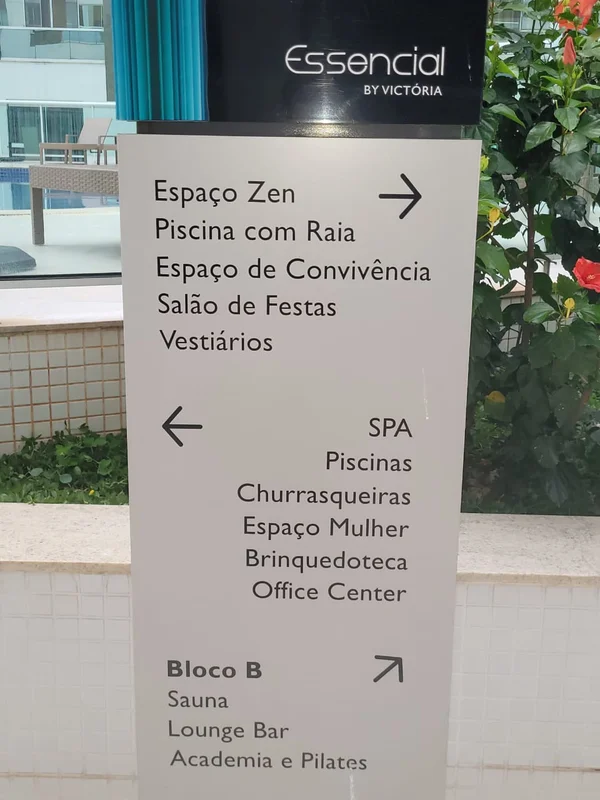 Essencial
BY VICTÓRIA
Espaço Zen
Piscina com Raia
Espaço de Convivência
Salão de Festas
Vestiários
SPA
Piscinas
Churrasqueiras
Espaço Mulher
Brinquedoteca
Office Center
Bloco B
Sauna
Lounge Bar
Academia e Pilates